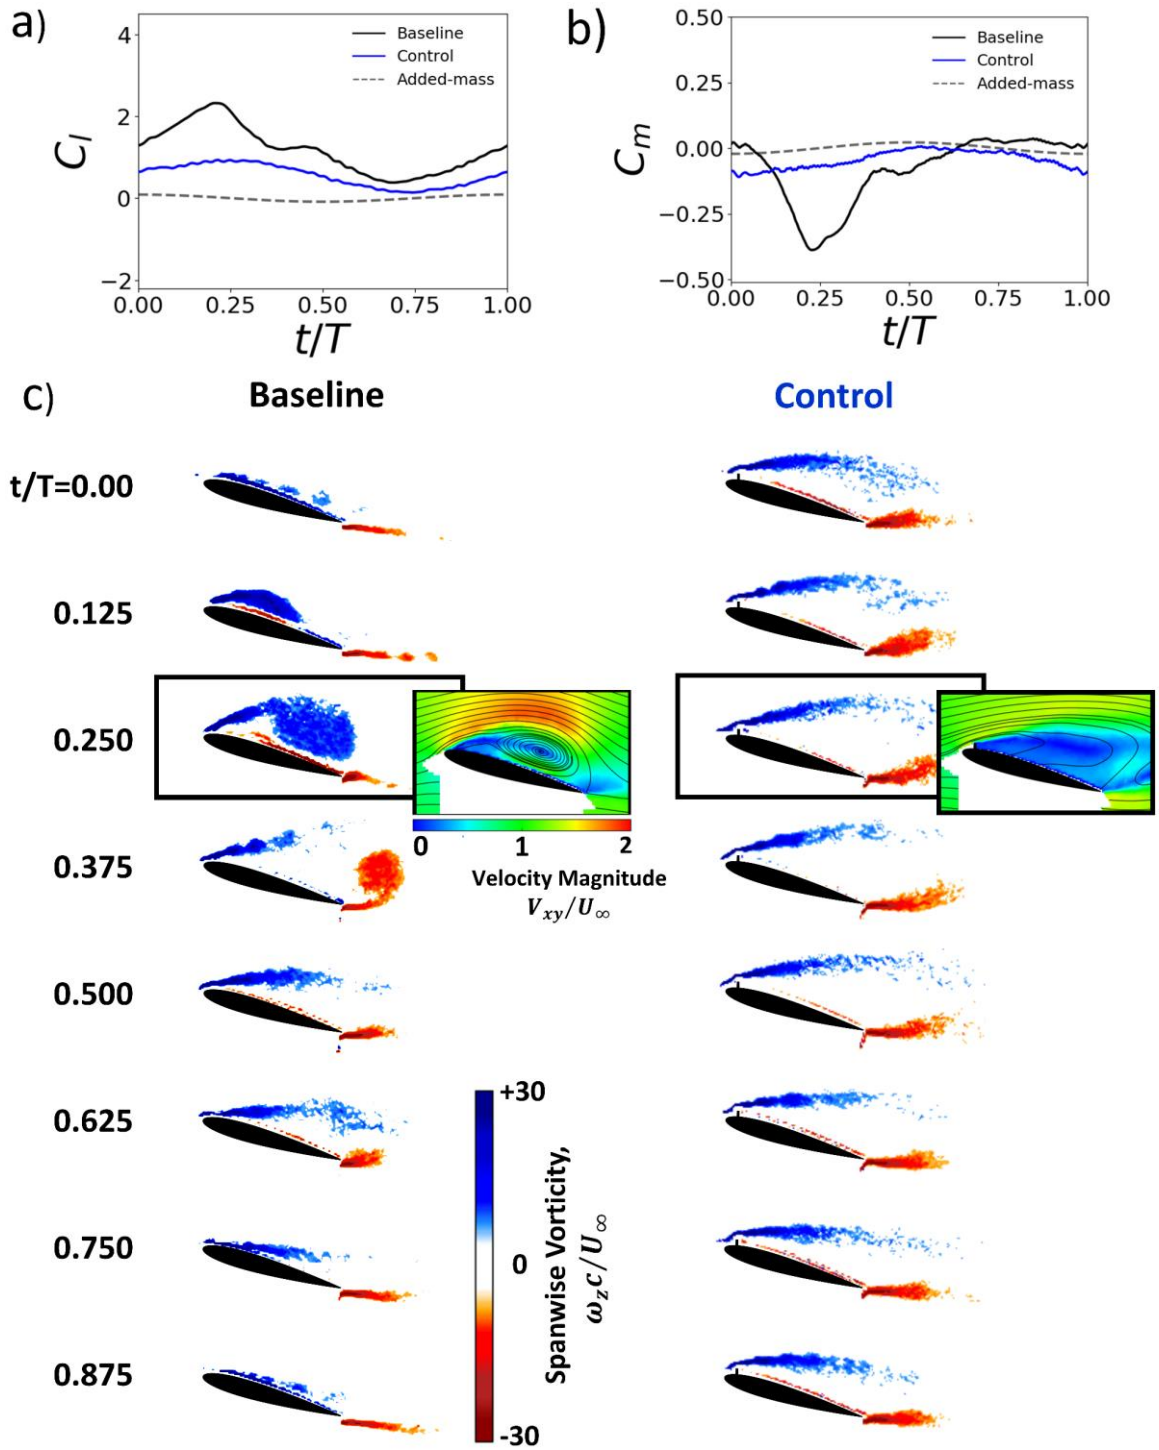 a)
4
2
0
−2
C_l
0.00 0.25 0.50 0.75 1.00
t/T
Baseline
Control
Added-mass
b)
0.50
0.25
0.00
−0.25
−0.50
C_m
0.00 0.25 0.50 0.75 1.00
t/T
Baseline
Control
Added-mass
c)
Baseline
Control
t/T=0.00
0.125
0.250
0 1 2
Velocity Magnitude
V_{xy}/U_∞
0.375
0.500
0.625
0.750
0.875
+30
0
-30
Spanwise Vorticity,
ω_z c/U_∞